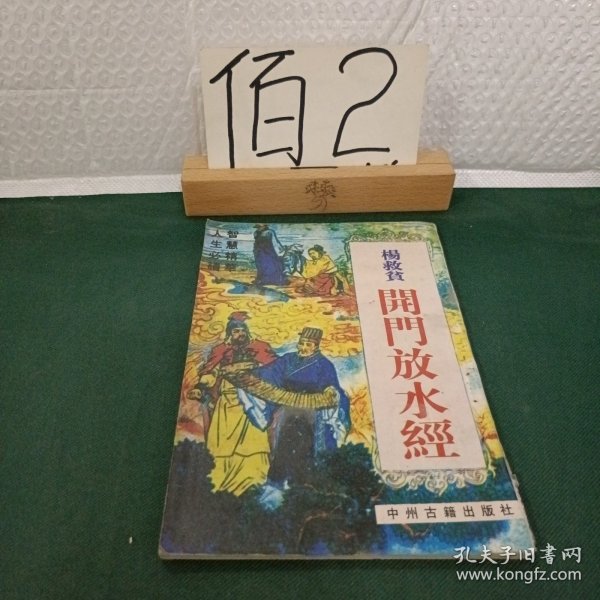 佰2
智慧精華
人生必讀
楊救貧
開門放水經
中州古籍出版社
孔夫子旧书网
www.kongfz.com